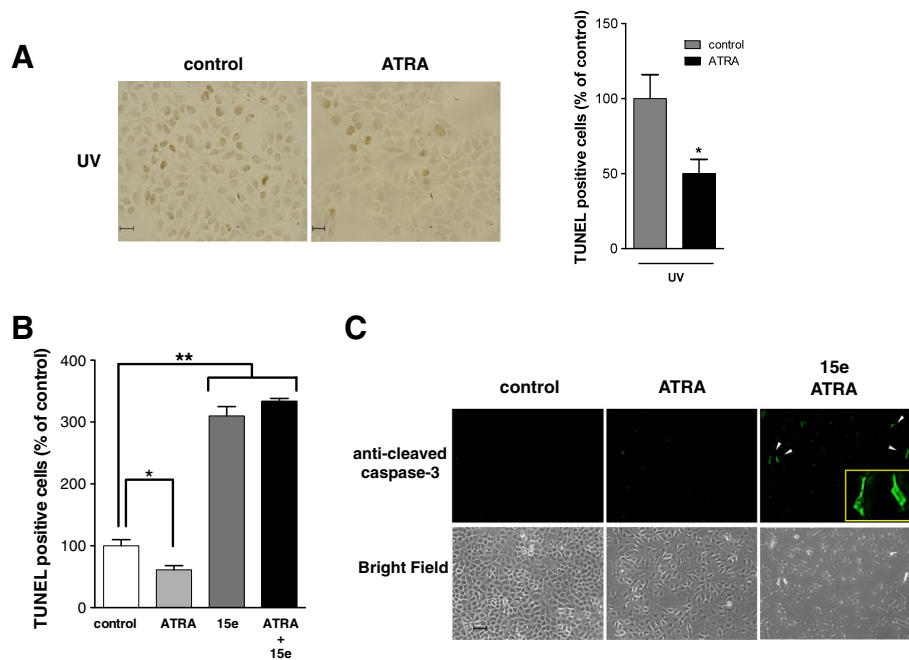 A
control
ATRA
UV
TUNEL positive cells (% of control)
150
100
50
0
control
ATRA
*
UV
B
TUNEL positive cells (% of control)
400
300
200
100
0
**
*
control
ATRA
15e
ATRA
+
15e
C
control
ATRA
15e
ATRA
anti-cleaved
caspase-3
Bright Field